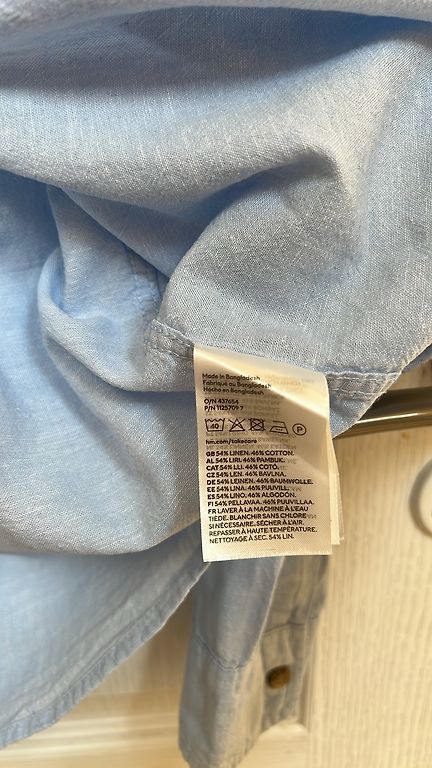 Made in Bangladesh
Fabriqué au Bangladesh
Hecho en Bangladesh
O/N 437654
P/N 1125709 7
40 P
hm.com/takecare
GB 54% LINEN. 46% COTTON.
AL 54% LIRI. 46% PAMBUK.
CAT 54% LLI. 46% COTÓ.
CZ 54% LEN. 46% BAVLNA.
DE 54% LEINEN. 46% BAUMWOLLE.
EE 54% LINA. 46% PUUVILL.
ES 54% LINO. 46% ALGODÓN.
FI 54% PELLAVAA. 46% PUUVILLAA.
FR LAVER À LA MACHINE À L'EAU
TIÈDE. BLANCHIR SANS CHLORE
SI NÉCESSAIRE. SÉCHER À L'AIR.
REPASSER À HAUTE TEMPÉRATURE.
NETTOYAGE À SEC. 54% LIN.